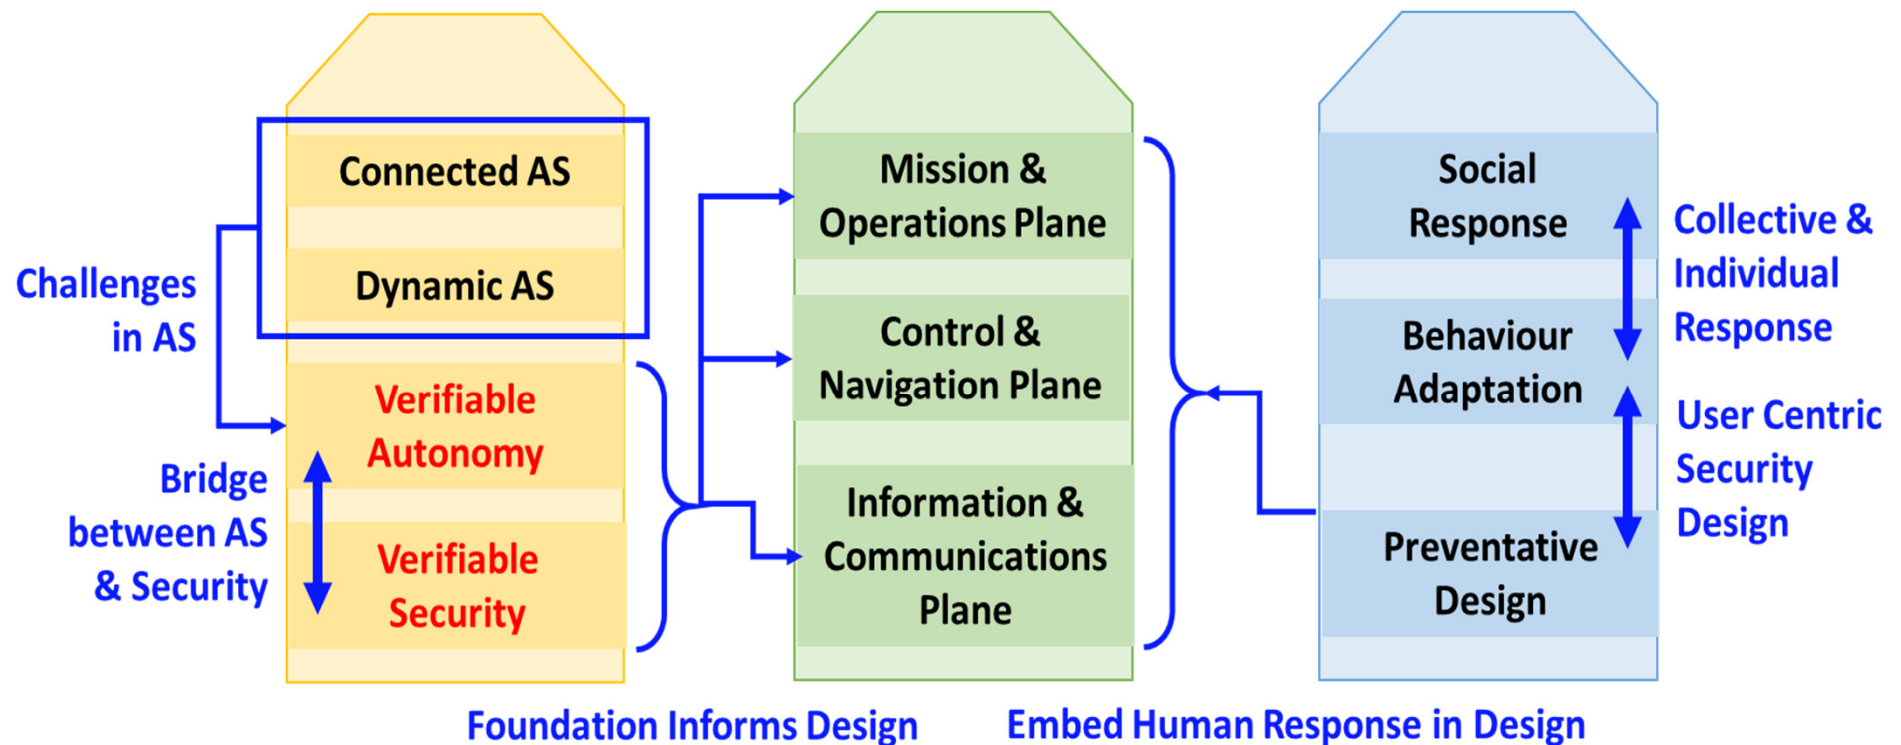 Connected AS
Dynamic AS
Verifiable
Autonomy
Verifiable
Security
Challenges
in AS
Bridge
between AS
& Security
Mission &
Operations Plane
Control &
Navigation Plane
Information &
Communications
Plane
Social
Response
Behaviour
Adaptation
Preventative
Design
Collective &
Individual
Response
User Centric
Security
Design
Foundation Informs Design
Embed Human Response in Design